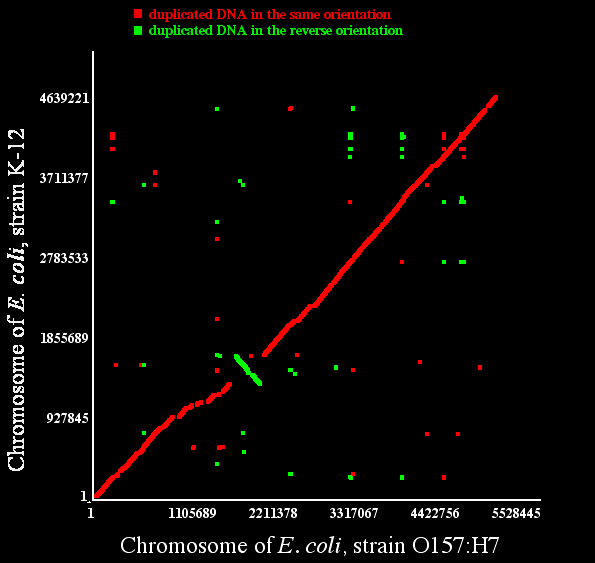 duplicated DNA in the same orientation
duplicated DNA in the reverse orientation
Chromosome of E. coli, strain K-12
4639221
3711377
2783533
1855689
927845
1
1 1105689 2211378 3317067 4422756 5528445
Chromosome of E. coli, strain O157:H7